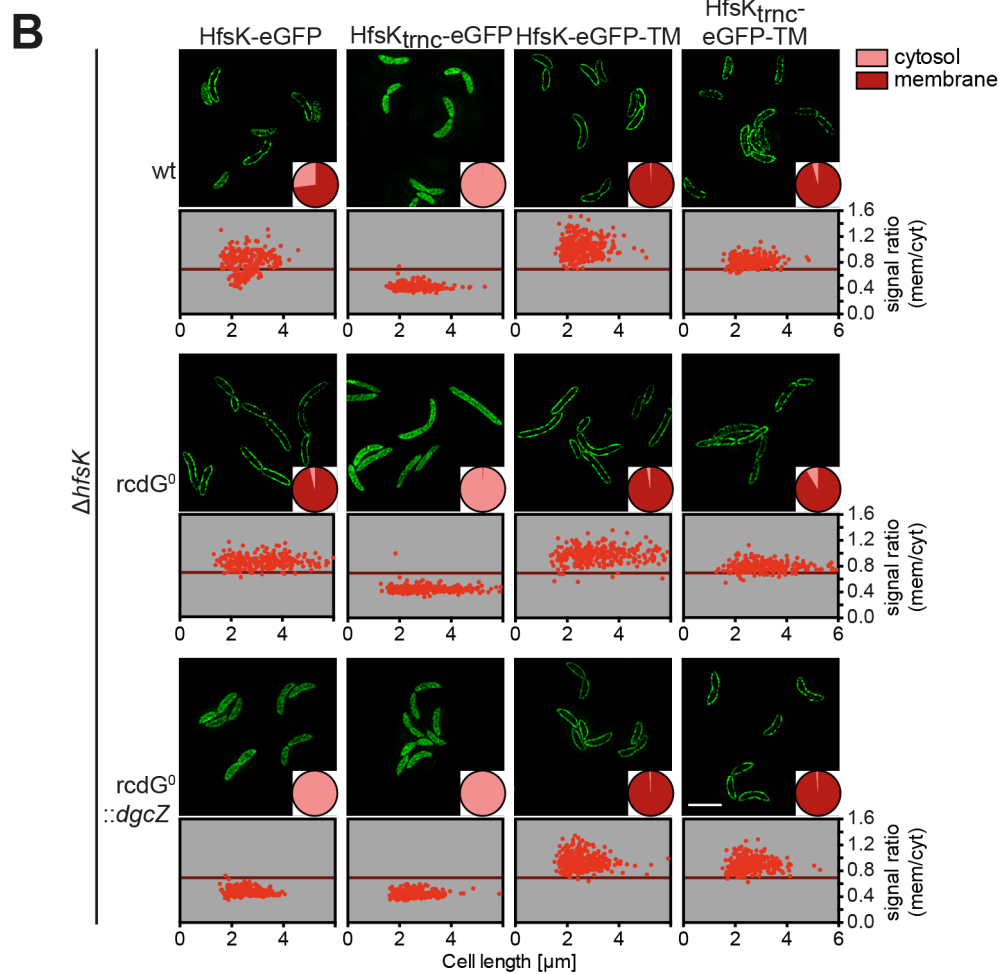 B
HfsK-eGFP
HfsKtrnc-eGFP
HfsK-eGFP-TM
HfsKtrnc-
eGFP-TM
cytosol
membrane
ΔhfsK
wt
1.6
1.2
0.8
0.4
0.0
signal ratio
(mem/cyt)
0 2 4 0 2 4 0 2 4 0 2 4 6
rcdG⁰
1.6
1.2
0.8
0.4
0.0
signal ratio
(mem/cyt)
0 2 4 0 2 4 0 2 4 0 2 4 6
rcdG⁰
::dgcZ
1.6
1.2
0.8
0.4
0.0
signal ratio
(mem/cyt)
0 2 4 0 2 4 0 2 4 0 2 4 6
Cell length [µm]